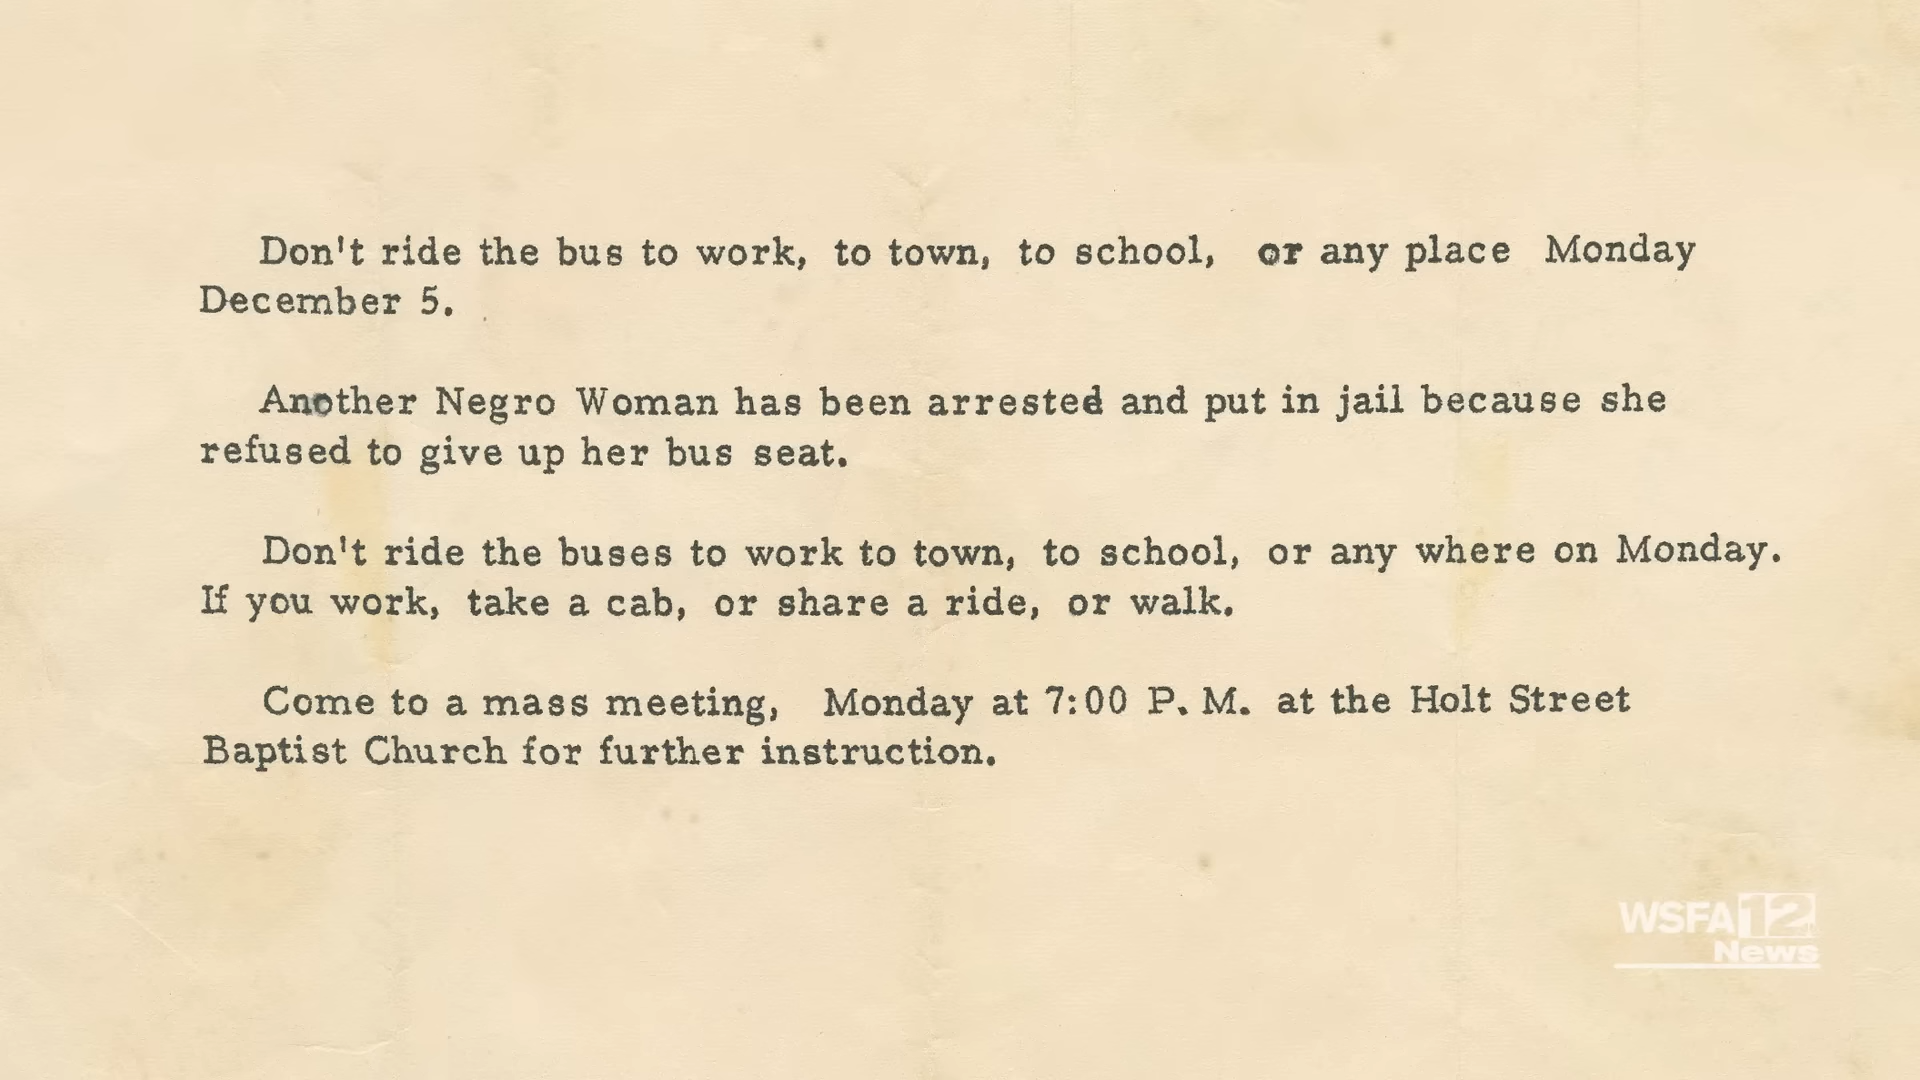 Don't ride the bus to work, to town, to school, or any place Monday
December 5.
Another Negro Woman has been arrested and put in jail because she
refused to give up her bus seat.
Don't ride the buses to work to town, to school, or any where on Monday.
If you work, take a cab, or share a ride, or walk.
Come to a mass meeting, Monday at 7:00 P. M. at the Holt Street
Baptist Church for further instruction.
WSFA 12
News